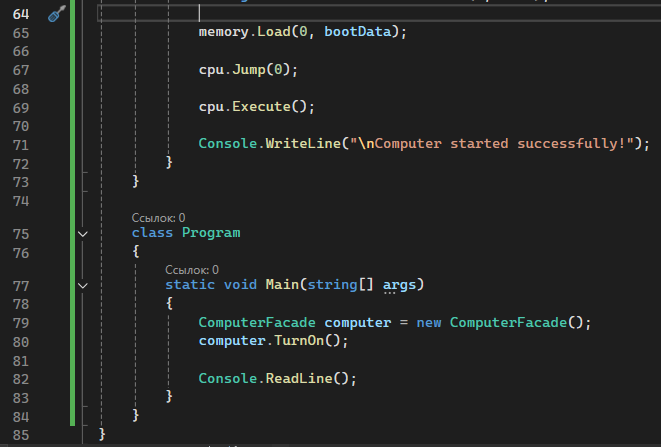 64
65 memory.Load(0, bootData);
66
67 cpu.Jump(0);
68
69 cpu.Execute();
70
71 Console.WriteLine("\nComputer started successfully!");
72 }
73 }
74
Ссылок: 0
75 class Program
76 {
Ссылок: 0
77 static void Main(string[] args)
78 {
79 ComputerFacade computer = new ComputerFacade();
80 computer.TurnOn();
81
82 Console.ReadLine();
83 }
84 }
85 }